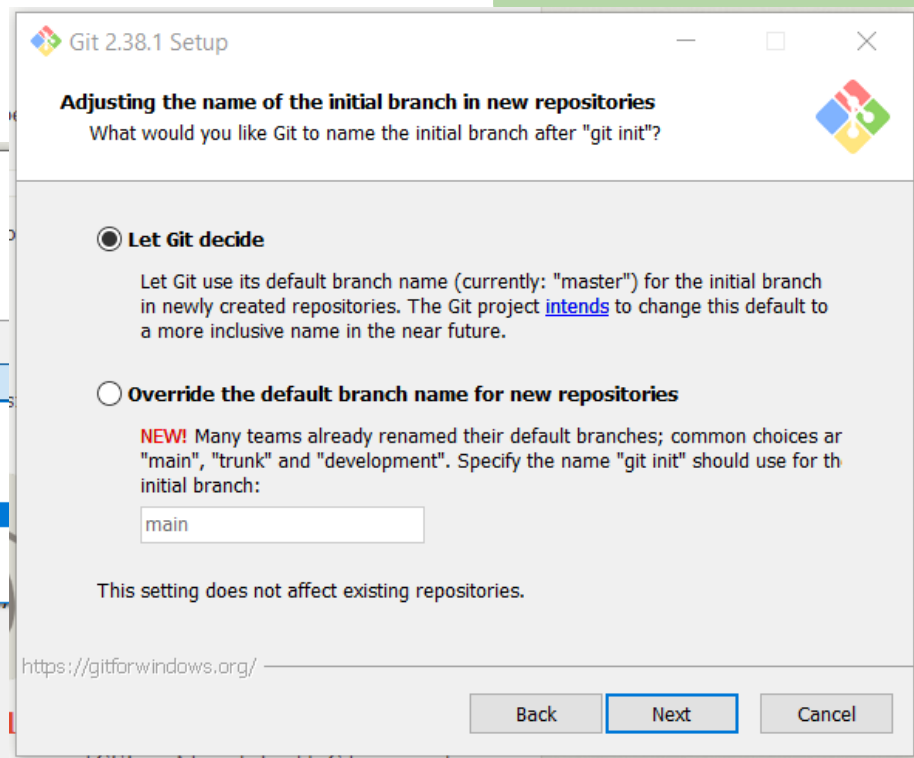 Git 2.38.1 Setup
Adjusting the name of the initial branch in new repositories
What would you like Git to name the initial branch after "git init"?
Let Git decide
Let Git use its default branch name (currently: "master") for the initial branch
in newly created repositories. The Git project intends to change this default to
a more inclusive name in the near future.
Override the default branch name for new repositories
NEW! Many teams already renamed their default branches; common choices ar
"main", "trunk" and "development". Specify the name "git init" should use for th
initial branch:
main
This setting does not affect existing repositories.
https://gitforwindows.org/
Back Next Cancel